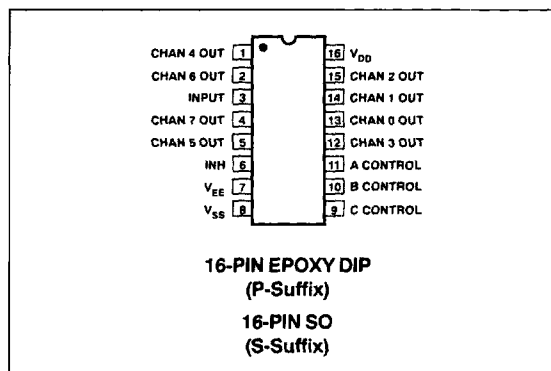 CHAN 4 OUT 1 16 VDD
CHAN 6 OUT 2 15 CHAN 2 OUT
INPUT 3 14 CHAN 1 OUT
CHAN 7 OUT 4 13 CHAN 0 OUT
CHAN 5 OUT 5 12 CHAN 3 OUT
INH 6 11 A CONTROL
VEE 7 10 B CONTROL
VSS 8 9 C CONTROL
16-PIN EPOXY DIP
(P-Suffix)
16-PIN SO
(S-Suffix)